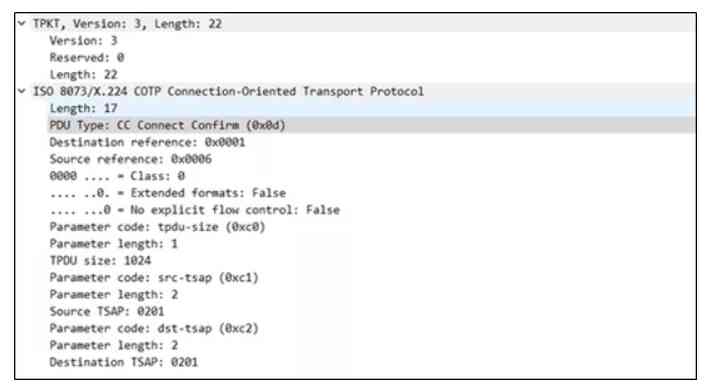 TPKT, Version: 3, Length: 22
Version: 3
Reserved: 0
Length: 22
ISO 8073/X.224 COTP Connection-Oriented Transport Protocol
Length: 17
PDU Type: CC Connect Confirm (0x0d)
Destination reference: 0x0001
Source reference: 0x0006
0000 .... = Class: 0
.... ..0. = Extended formats: False
.... ...0 = No explicit flow control: False
Parameter code: tpdu-size (0xc0)
Parameter length: 1
TPDU size: 1024
Parameter code: src-tsap (0xc1)
Parameter length: 2
Source TSAP: 0201
Parameter code: dst-tsap (0xc2)
Parameter length: 2
Destination TSAP: 0201